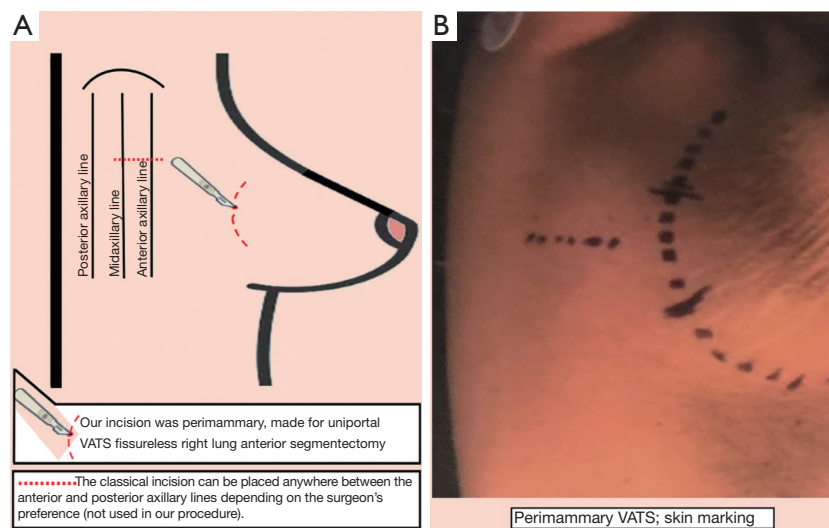 A
B
Posterior axillary line
Midaxillary line
Anterior axillary line
Our incision was perimammary, made for uniportal
VATS fissureless right lung anterior segmentectomy
The classical incision can be placed anywhere between the
anterior and posterior axillary lines depending on the surgeon's
preference (not used in our procedure).
Perimammary VATS; skin marking